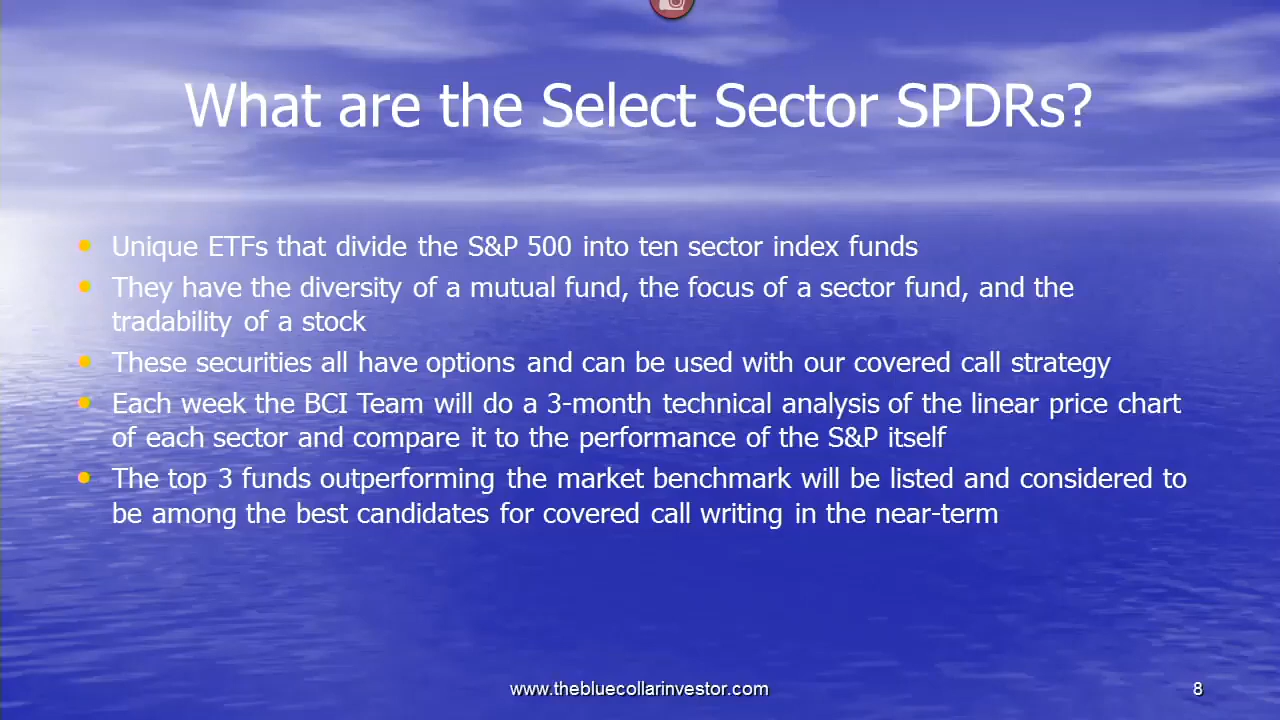 What are the Select Sector SPDRs?
Unique ETFs that divide the S&P 500 into ten sector index funds
They have the diversity of a mutual fund, the focus of a sector fund, and the
tradability of a stock
These securities all have options and can be used with our covered call strategy
Each week the BCI Team will do a 3-month technical analysis of the linear price chart
of each sector and compare it to the performance of the S&P itself
The top 3 funds outperforming the market benchmark will be listed and considered to
be among the best candidates for covered call writing in the near-term
www.thebluecollarinvestor.com
8